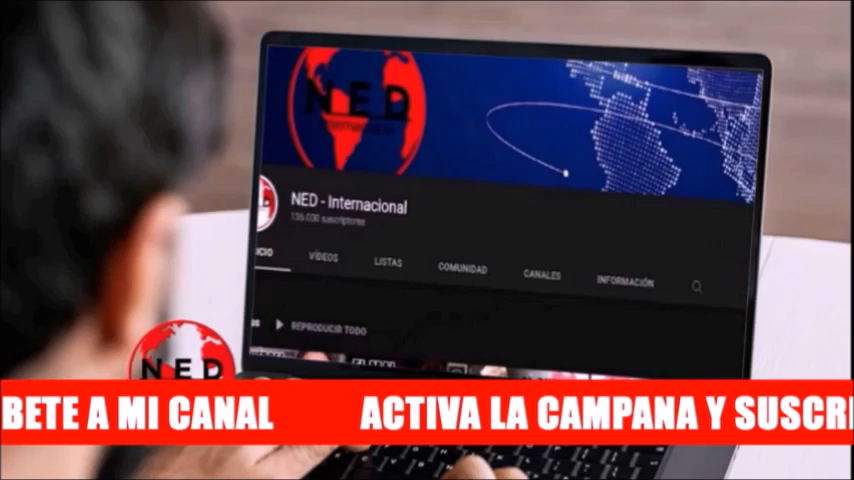 NED
NED - Internacional
136.000 suscriptores
ICIO VÍDEOS LISTAS COMUNIDAD CANALES INFORMACIÓN
REPRODUCIR TODO
NED
BETE A MI CANAL ACTIVA LA CAMPANA Y SUSCRI